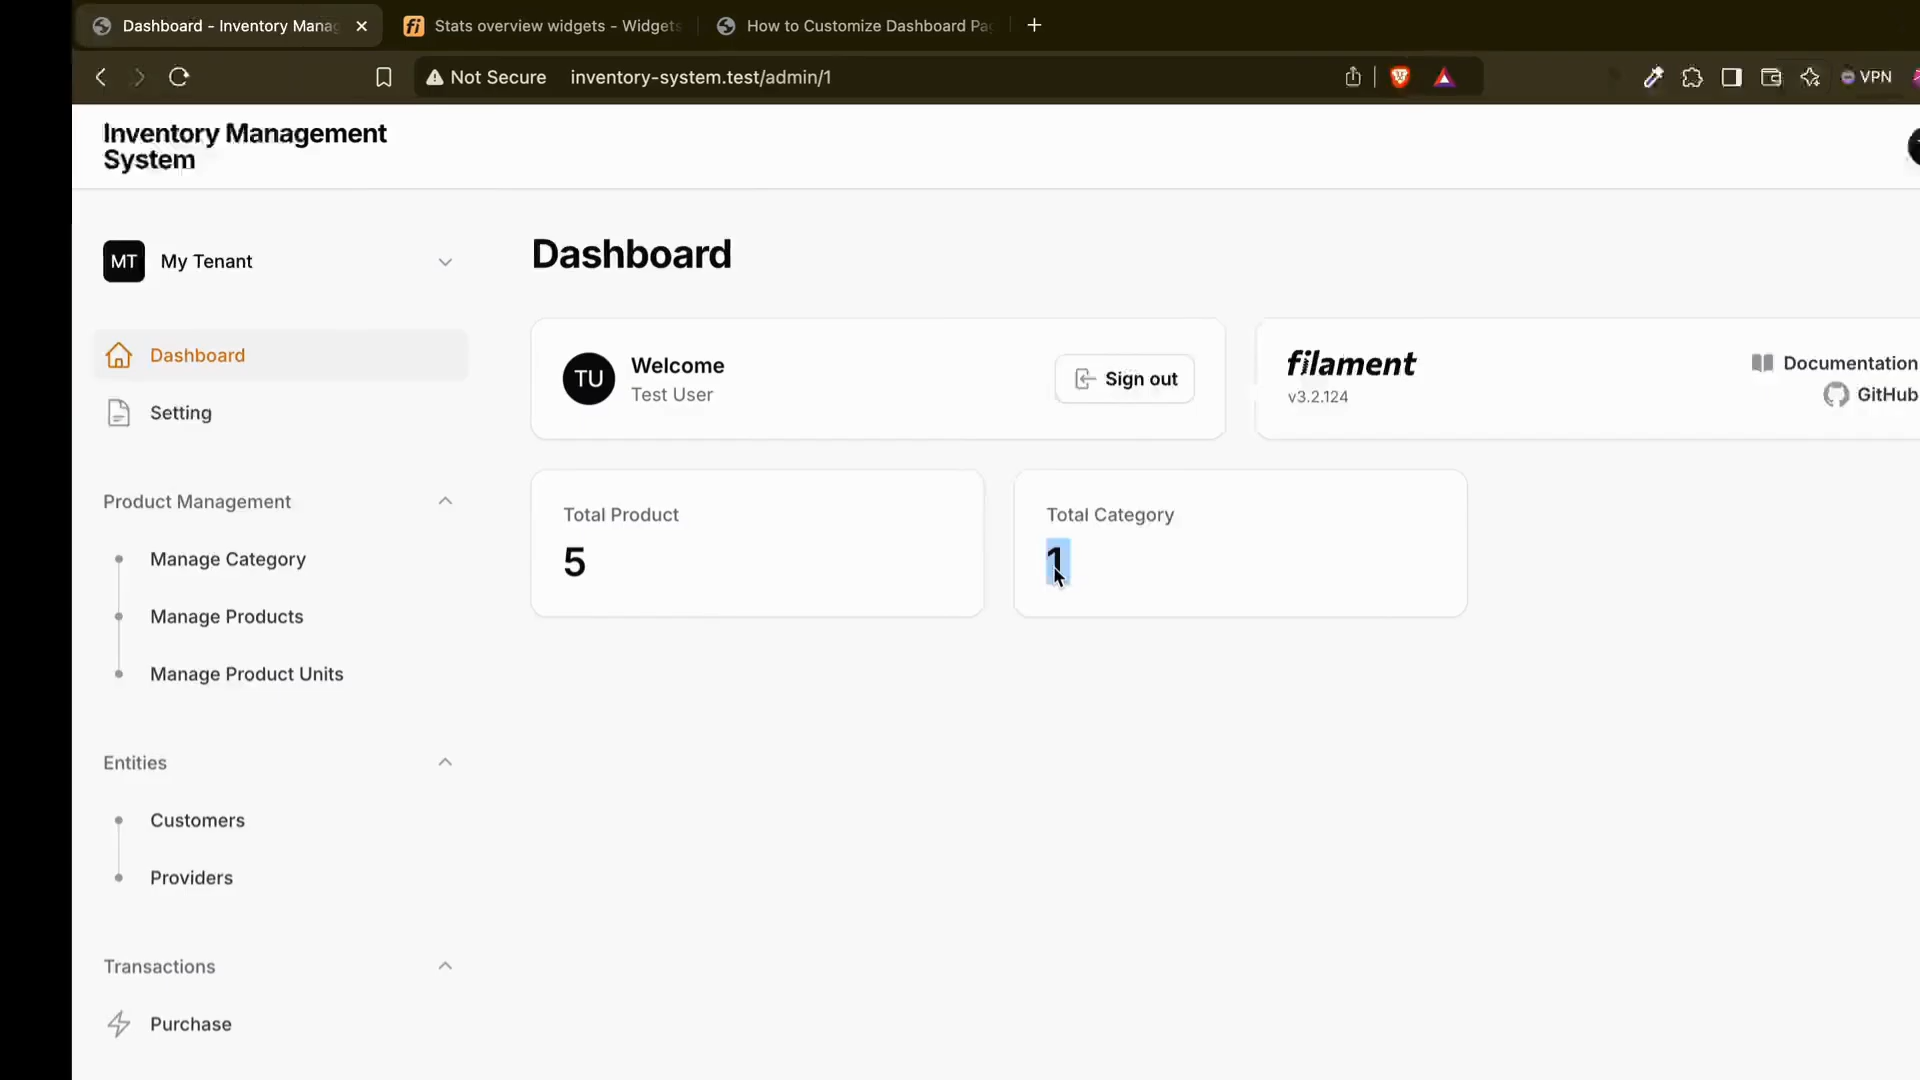 Dashboard - Inventory Manag
Stats overview widgets - Widgets
How to Customize Dashboard Pa
Not Secure
inventory-system.test/admin/1
VPN
Inventory Management
System
MT
My Tenant
Dashboard
Setting
Product Management
Manage Category
Manage Products
Manage Product Units
Entities
Customers
Providers
Transactions
Purchase
Dashboard
TU
Welcome
Test User
Sign out
filament
v3.2.124
Documentation
GitHub
Total Product
5
Total Category
1